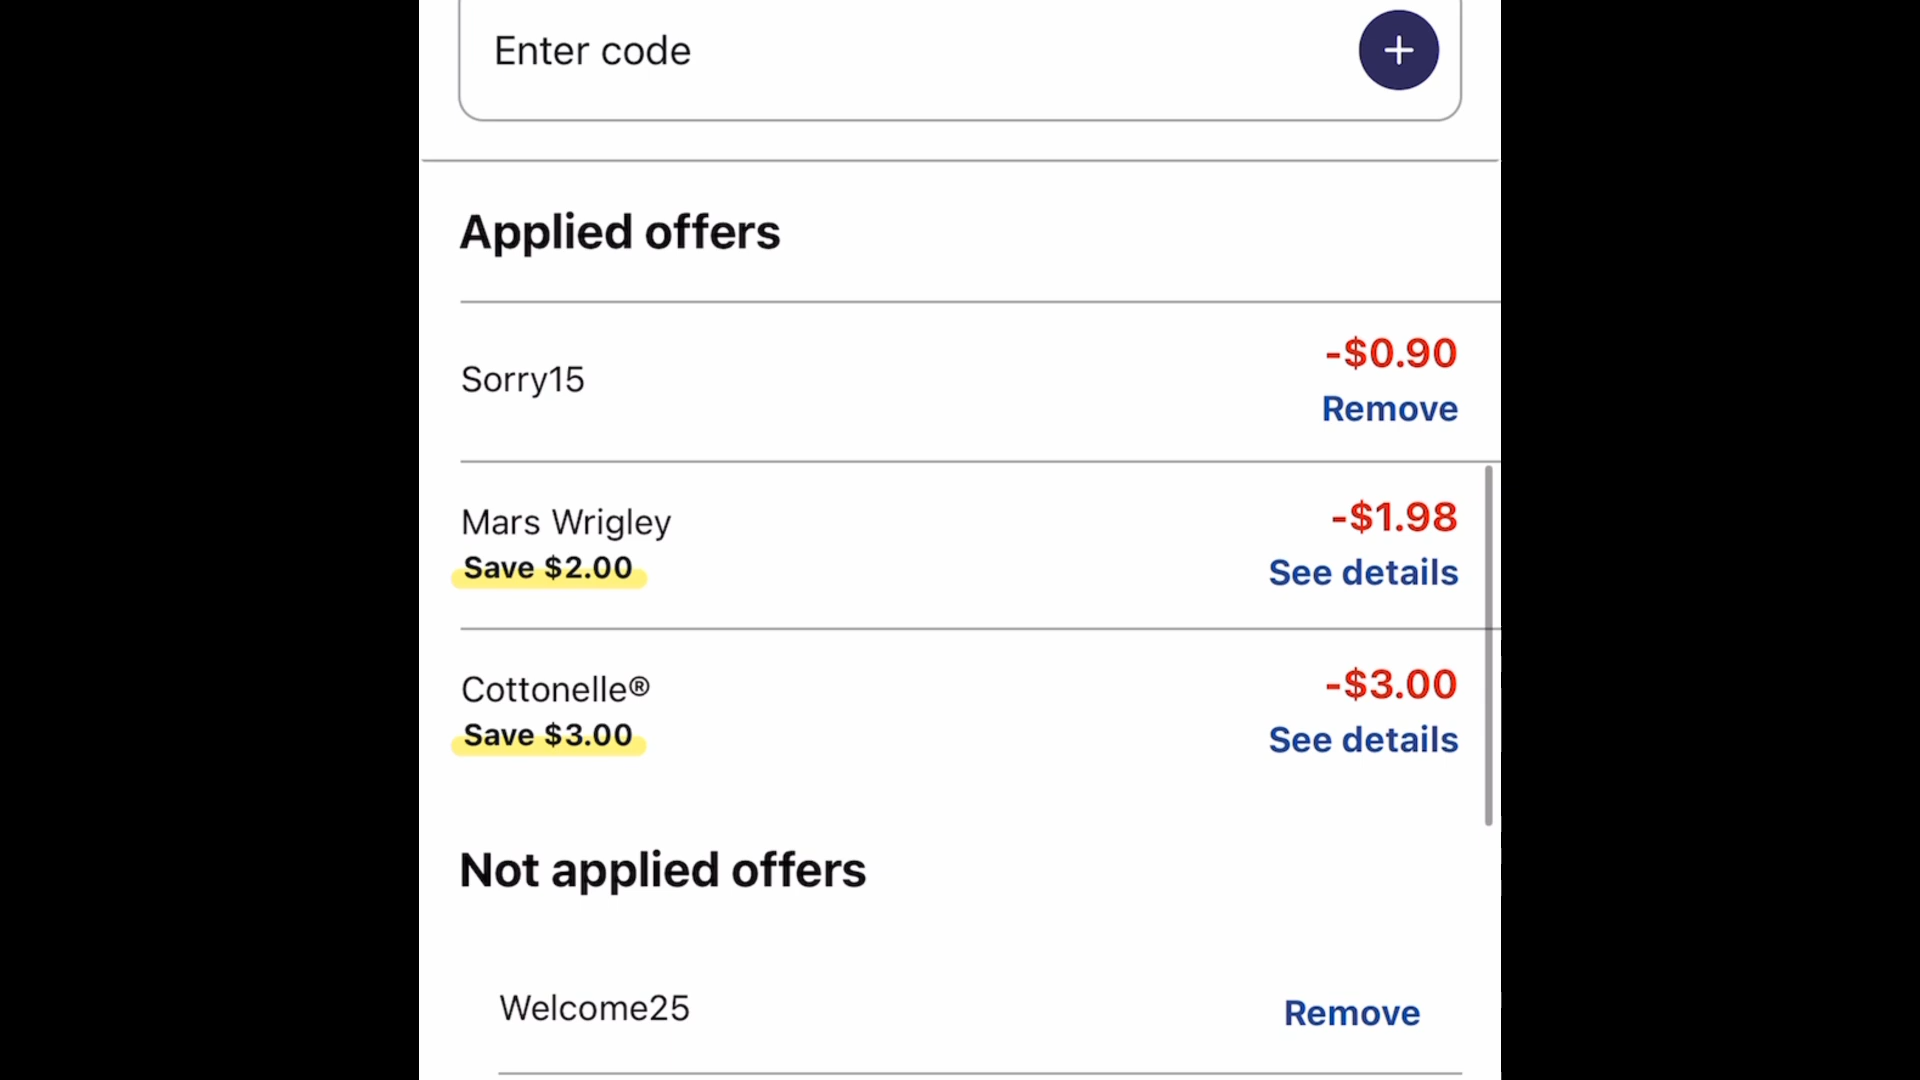 Enter code
+
Applied offers
Sorry15
-$0.90
Remove
Mars Wrigley
Save $2.00
-$1.98
See details
Cottonelle®
Save $3.00
-$3.00
See details
Not applied offers
Welcome25
Remove